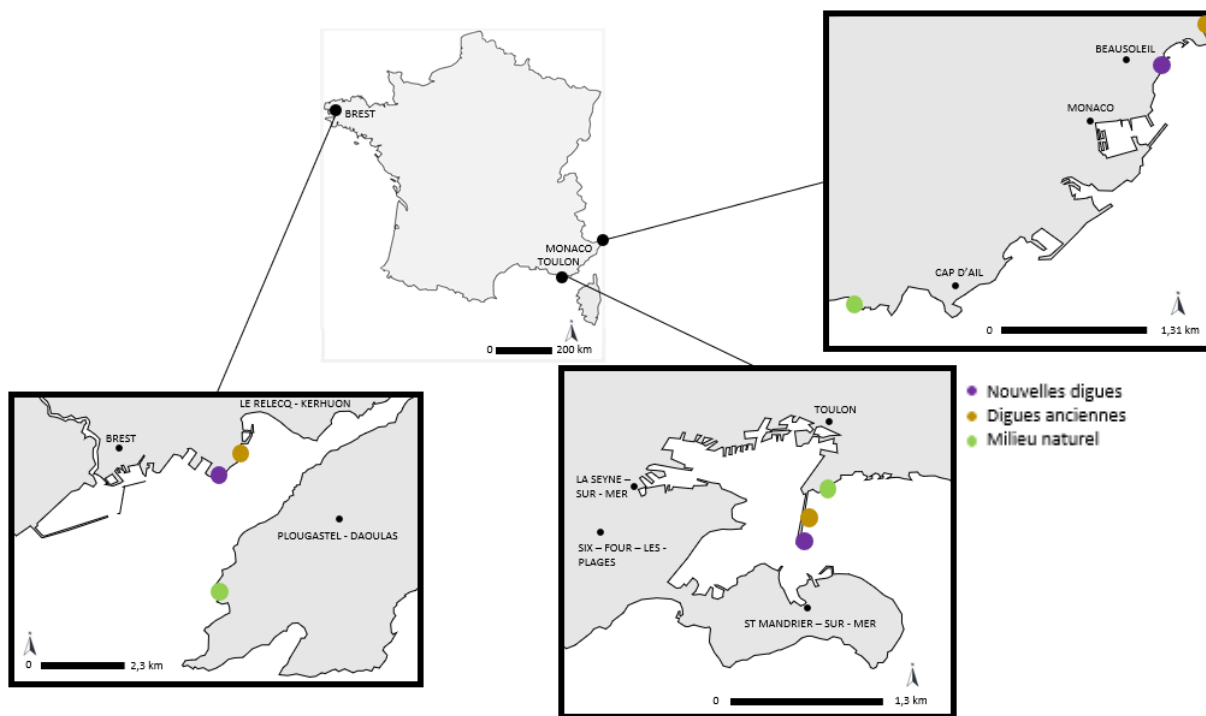 BREST
MONACO
TOULON
0 200 km
BEAUSOLEIL
MONACO
CAP D'AIL
0 1,31 km
LE RELECQ - KERHUON
BREST
PLOUGASTEL - DAOULAS
0 2,3 km
TOULON
LA SEYNE –
SUR - MER
SIX – FOUR – LES -
PLAGES
ST MANDRIER – SUR - MER
0 1,3 km
Nouvelles digues
Digues anciennes
Milieu naturel